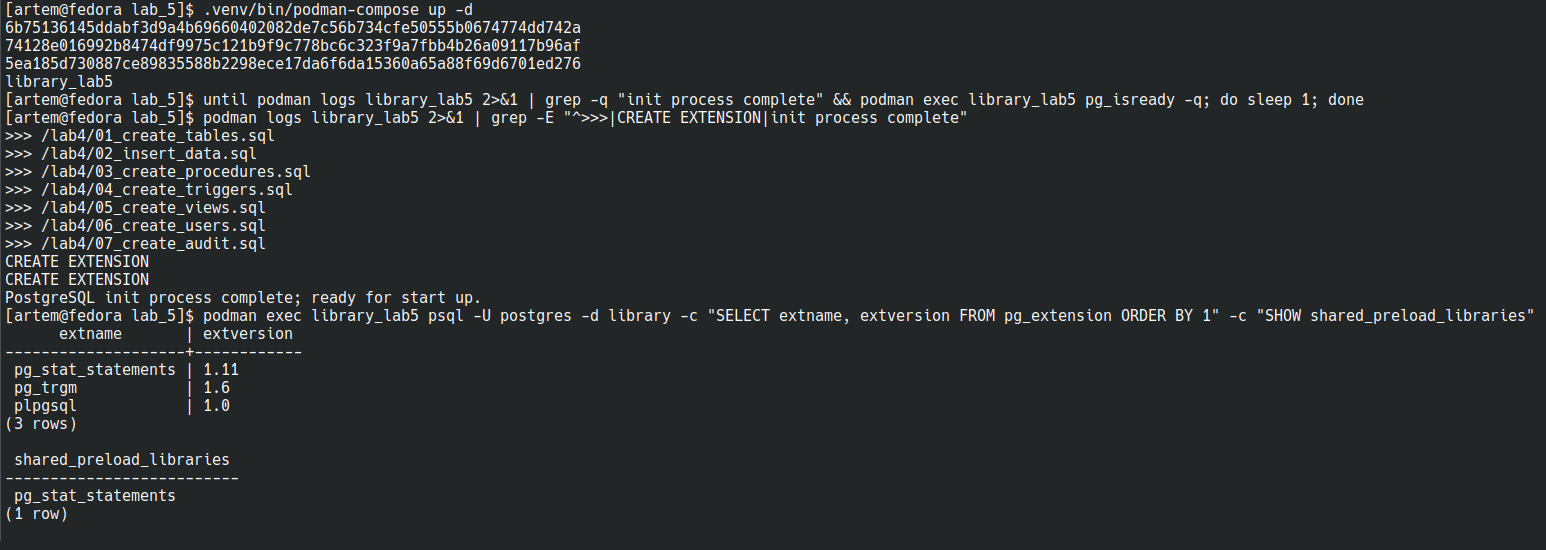 [artem@fedora lab_5]$ .venv/bin/podman-compose up -d
6b75136145ddabf3d9a4b69660402082de7c56b734cfe50555b0674774dd742a
74128e016992b8474df9975c121b9f9c778bc6c323f9a7fbb4b26a09117b96af
5ea185d730887ce89835588b2298ece17da6f6da15360a65a88f69d6701ed276
library_lab5
[artem@fedora lab_5]$ until podman logs library_lab5 2>&1 | grep -q "init process complete" && podman exec library_lab5 pg_isready -q; do sleep 1; done
[artem@fedora lab_5]$ podman logs library_lab5 2>&1 | grep -E "^>>>|CREATE EXTENSION|init process complete"
>>> /lab4/01_create_tables.sql
>>> /lab4/02_insert_data.sql
>>> /lab4/03_create_procedures.sql
>>> /lab4/04_create_triggers.sql
>>> /lab4/05_create_views.sql
>>> /lab4/06_create_users.sql
>>> /lab4/07_create_audit.sql
CREATE EXTENSION
CREATE EXTENSION
PostgreSQL init process complete; ready for start up.
[artem@fedora lab_5]$ podman exec library_lab5 psql -U postgres -d library -c "SELECT extname, extversion FROM pg_extension ORDER BY 1" -c "SHOW shared_preload_libraries"
      extname       | extversion
--------------------+------------
 pg_stat_statements | 1.11
 pg_trgm            | 1.6
 plpgsql            | 1.0
(3 rows)

 shared_preload_libraries
--------------------------
 pg_stat_statements
(1 row)